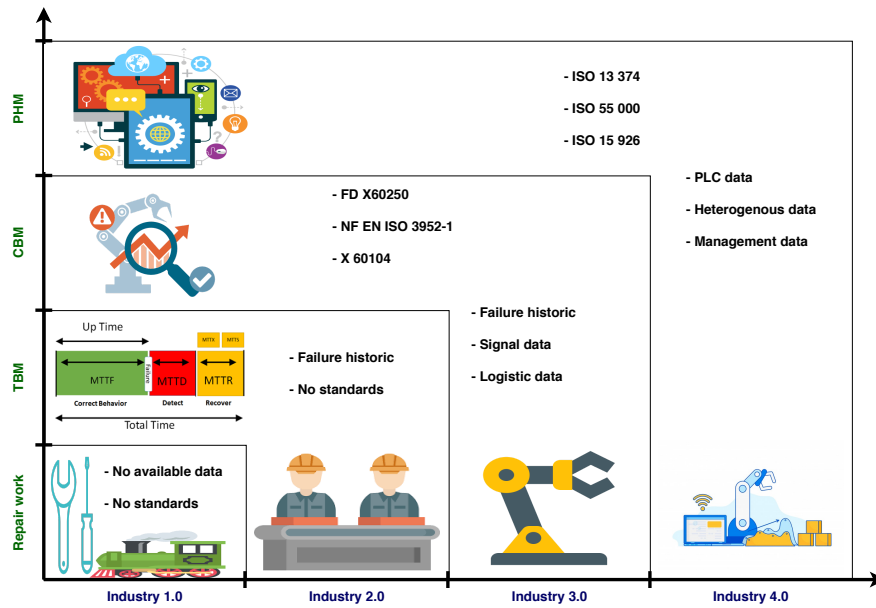 PHM
- ISO 13 374
- ISO 55 000
- ISO 15 926
- PLC data
- Heterogenous data
- Management data
CBM
- FD X60250
- NF EN ISO 3952-1
- X 60104
- Failure historic
- Signal data
- Logistic data
TBM
Up Time
MTTK MTTS
MTTF
Failure
MTTD
MTTR
Correct Behavior Detect Recover
Total Time
- Failure historic
- No standards
Repair work
- No available data
- No standards
Industry 1.0 Industry 2.0 Industry 3.0 Industry 4.0